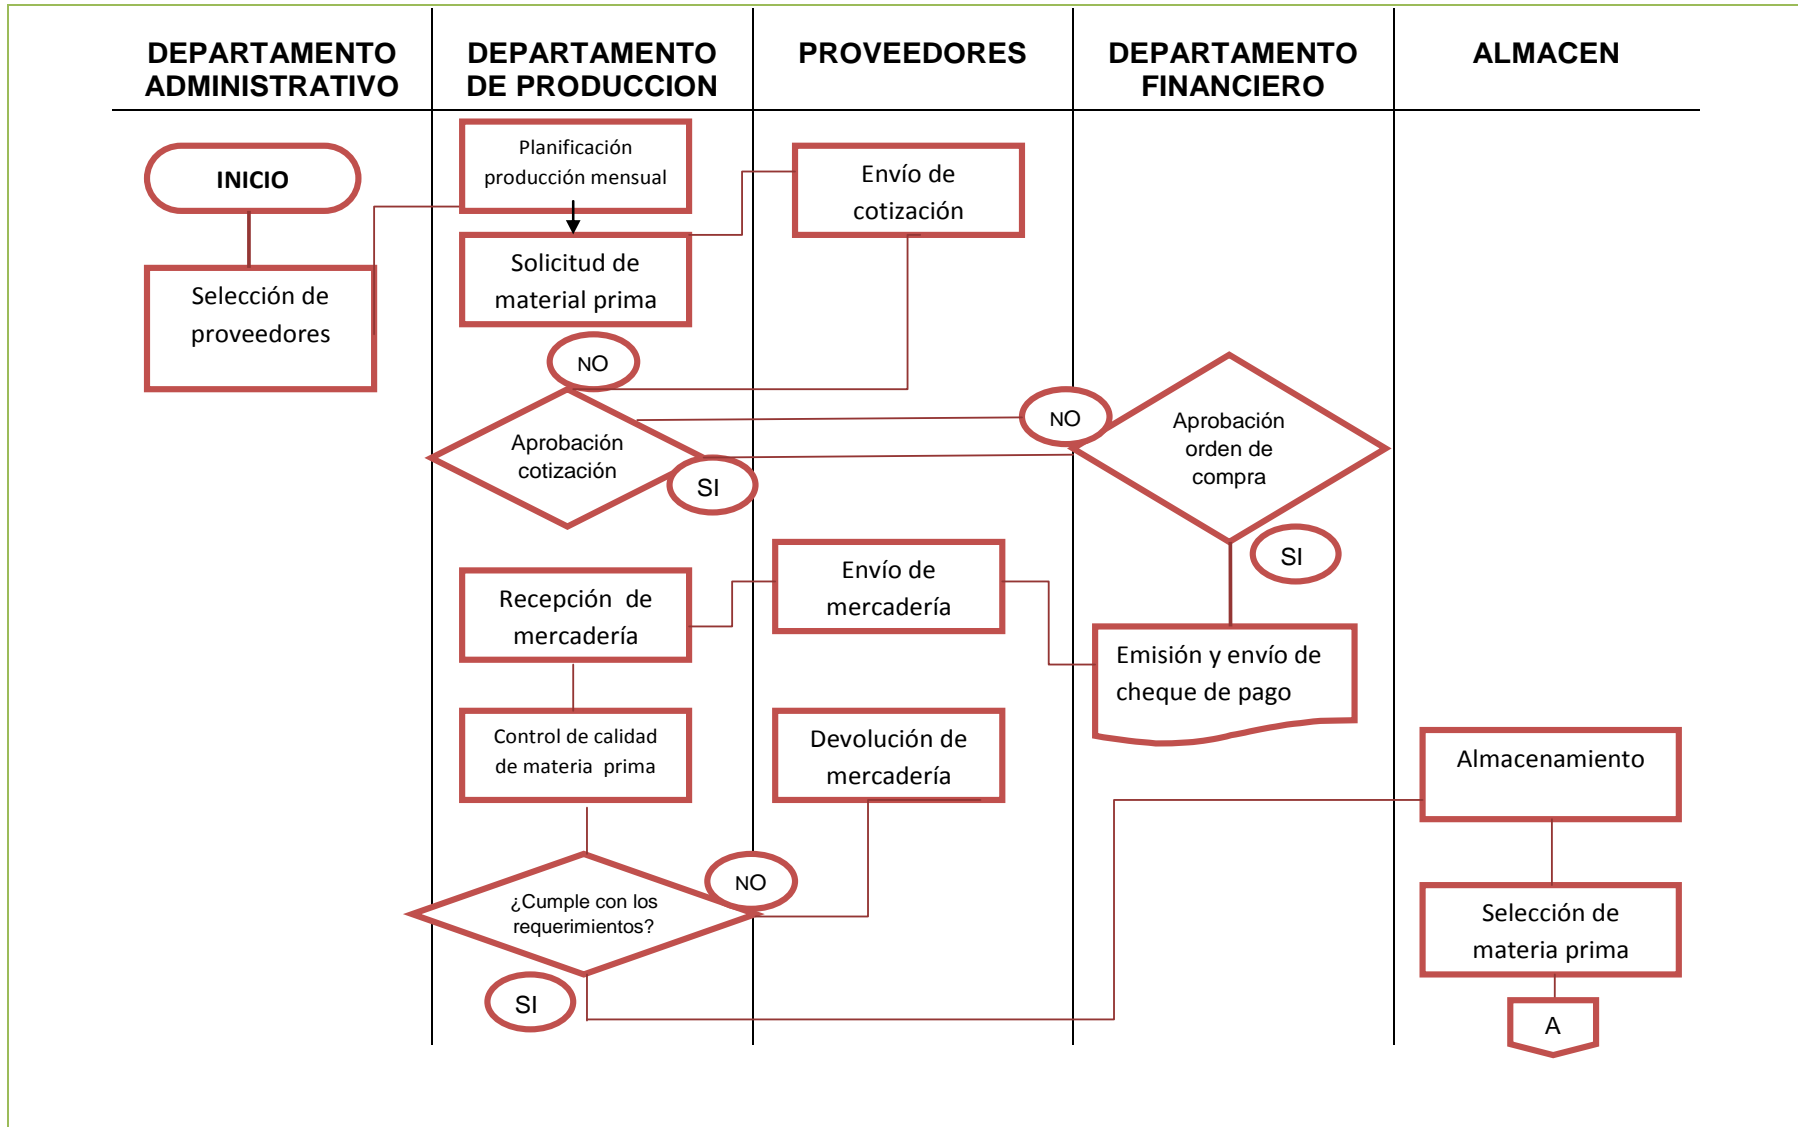 DEPARTAMENTO
ADMINISTRATIVO
DEPARTAMENTO
DE PRODUCCION
PROVEEDORES
DEPARTAMENTO
FINANCIERO
ALMACEN
INICIO
Selección de
proveedores
Planificación
producción mensual
Solicitud de
material prima
Envío de
cotización
NO
Aprobación
cotización
SI
NO
Aprobación
orden de
compra
SI
Recepción de
mercadería
Envío de
mercadería
Emisión y envío de
cheque de pago
Control de calidad
de materia prima
Devolución de
mercadería
Almacenamiento
¿Cumple con los
requerimientos?
NO
SI
Selección de
materia prima
A